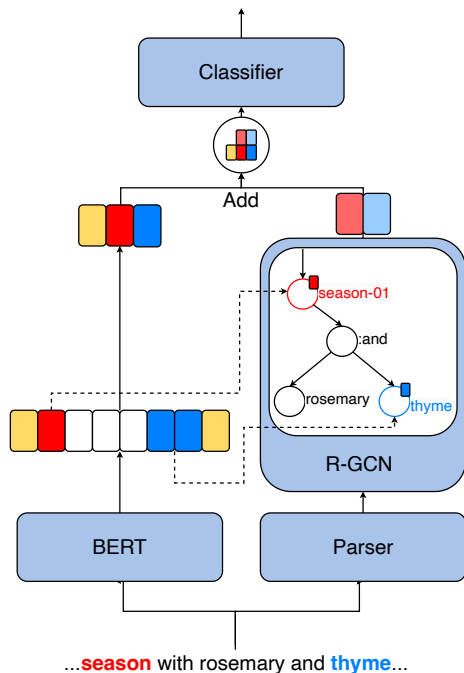 Classifier
Add
season-01
:and
rosemary
thyme
R-GCN
BERT
Parser
...season with rosemary and thyme...